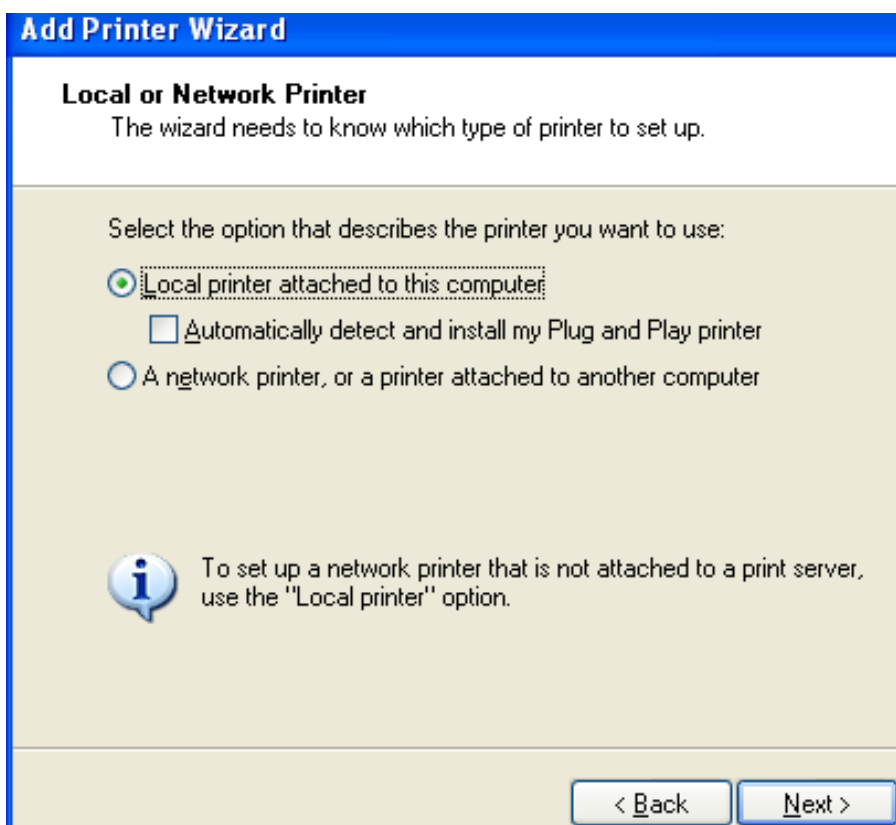 Add Printer Wizard
Local or Network Printer
The wizard needs to know which type of printer to set up.
Select the option that describes the printer you want to use:
Local printer attached to this computer
Automatically detect and install my Plug and Play printer
A network printer, or a printer attached to another computer
To set up a network printer that is not attached to a print server,
use the "Local printer" option.
< Back
Next >